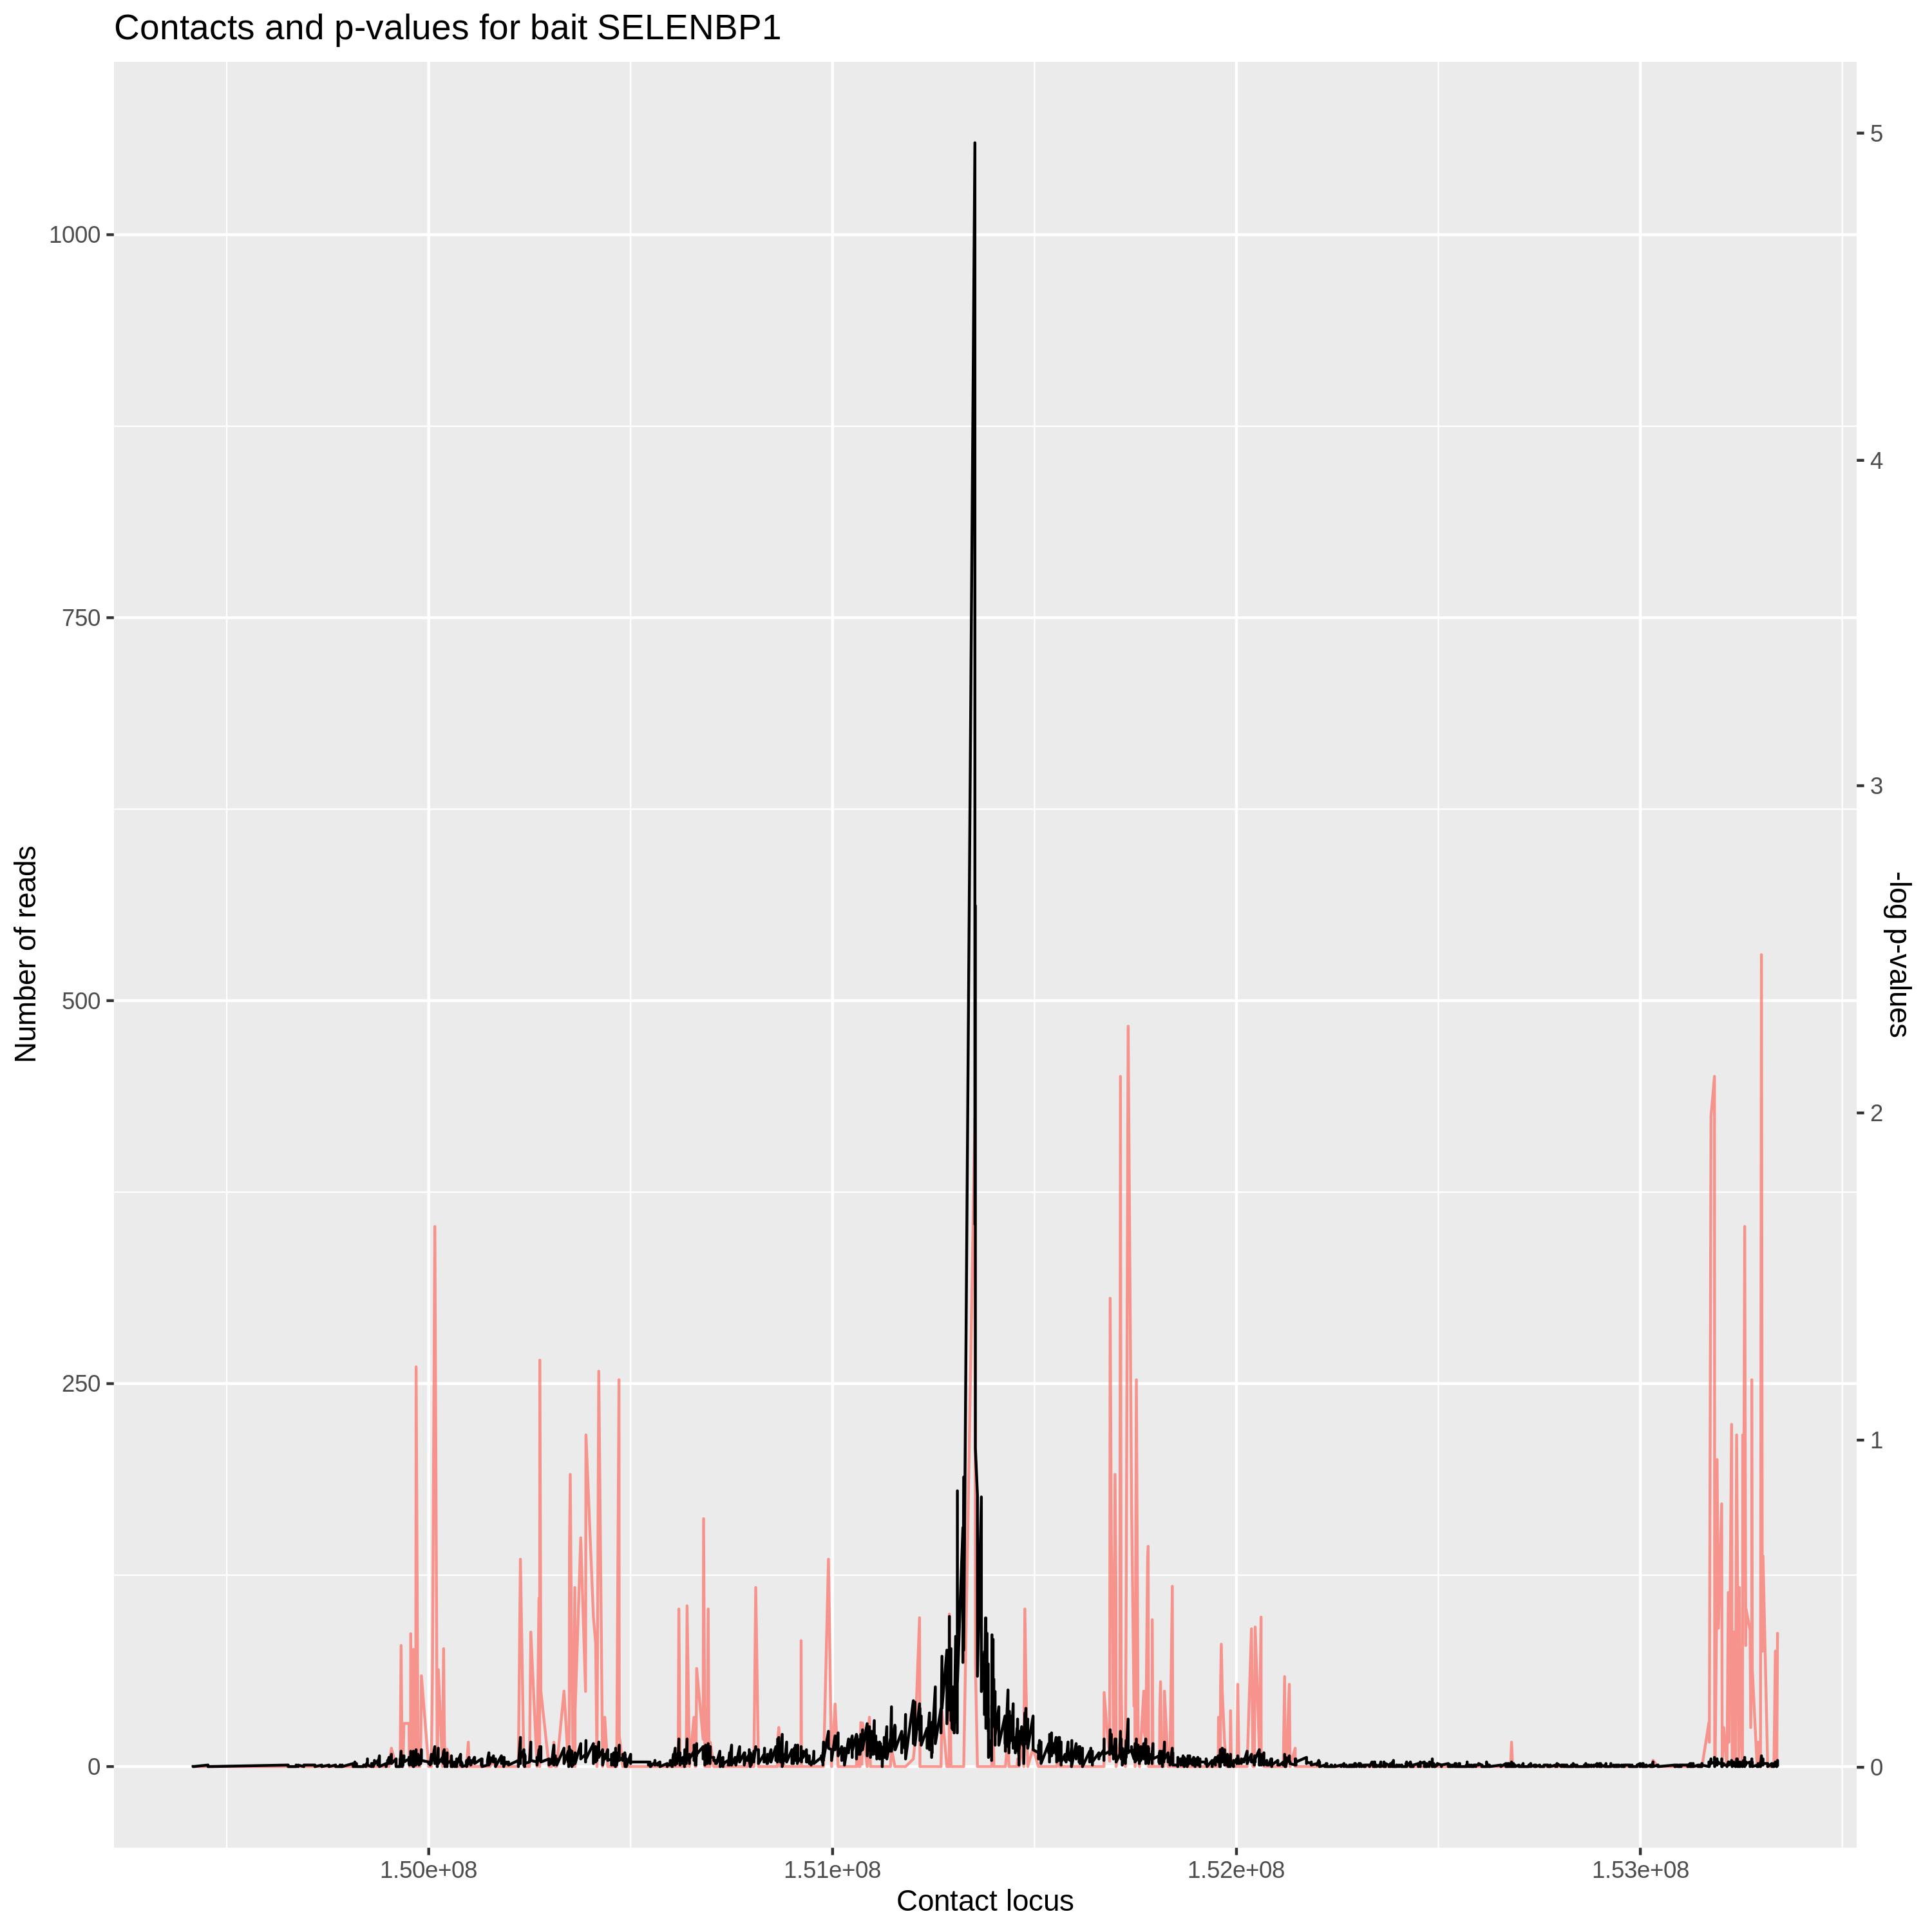 Contacts and p-values for bait SELENBP1
1000
750
500
250
0
Number of reads
5
4
3
2
1
0
-log p-values
1.50e+08
1.51e+08
1.52e+08
1.53e+08
Contact locus